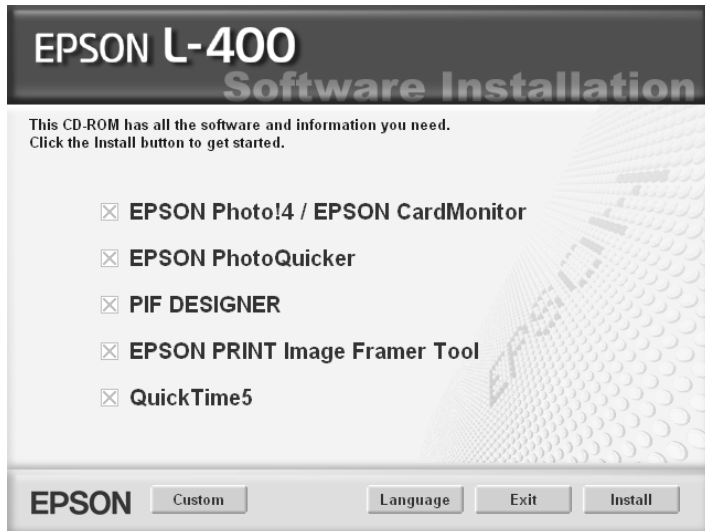 EPSON L-400
Software Installation
This CD-ROM has all the software and information you need.
Click the Install button to get started.
EPSON Photo!4 / EPSON CardMonitor
EPSON PhotoQuicker
PIF DESIGNER
EPSON PRINT Image Framer Tool
QuickTime5
EPSON
EPSON Custom Language Exit Install